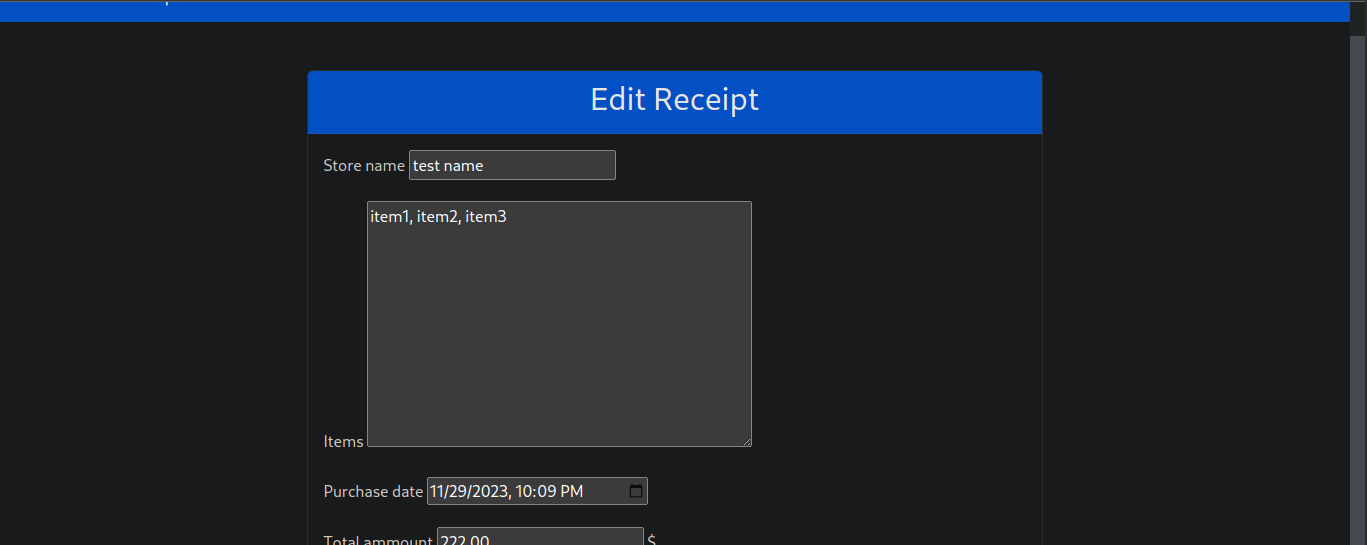 Edit Receipt
Store name test name
item1, item2, item3
Items
Purchase date 11/29/2023, 10:09 PM
Total ammount 222.00 $